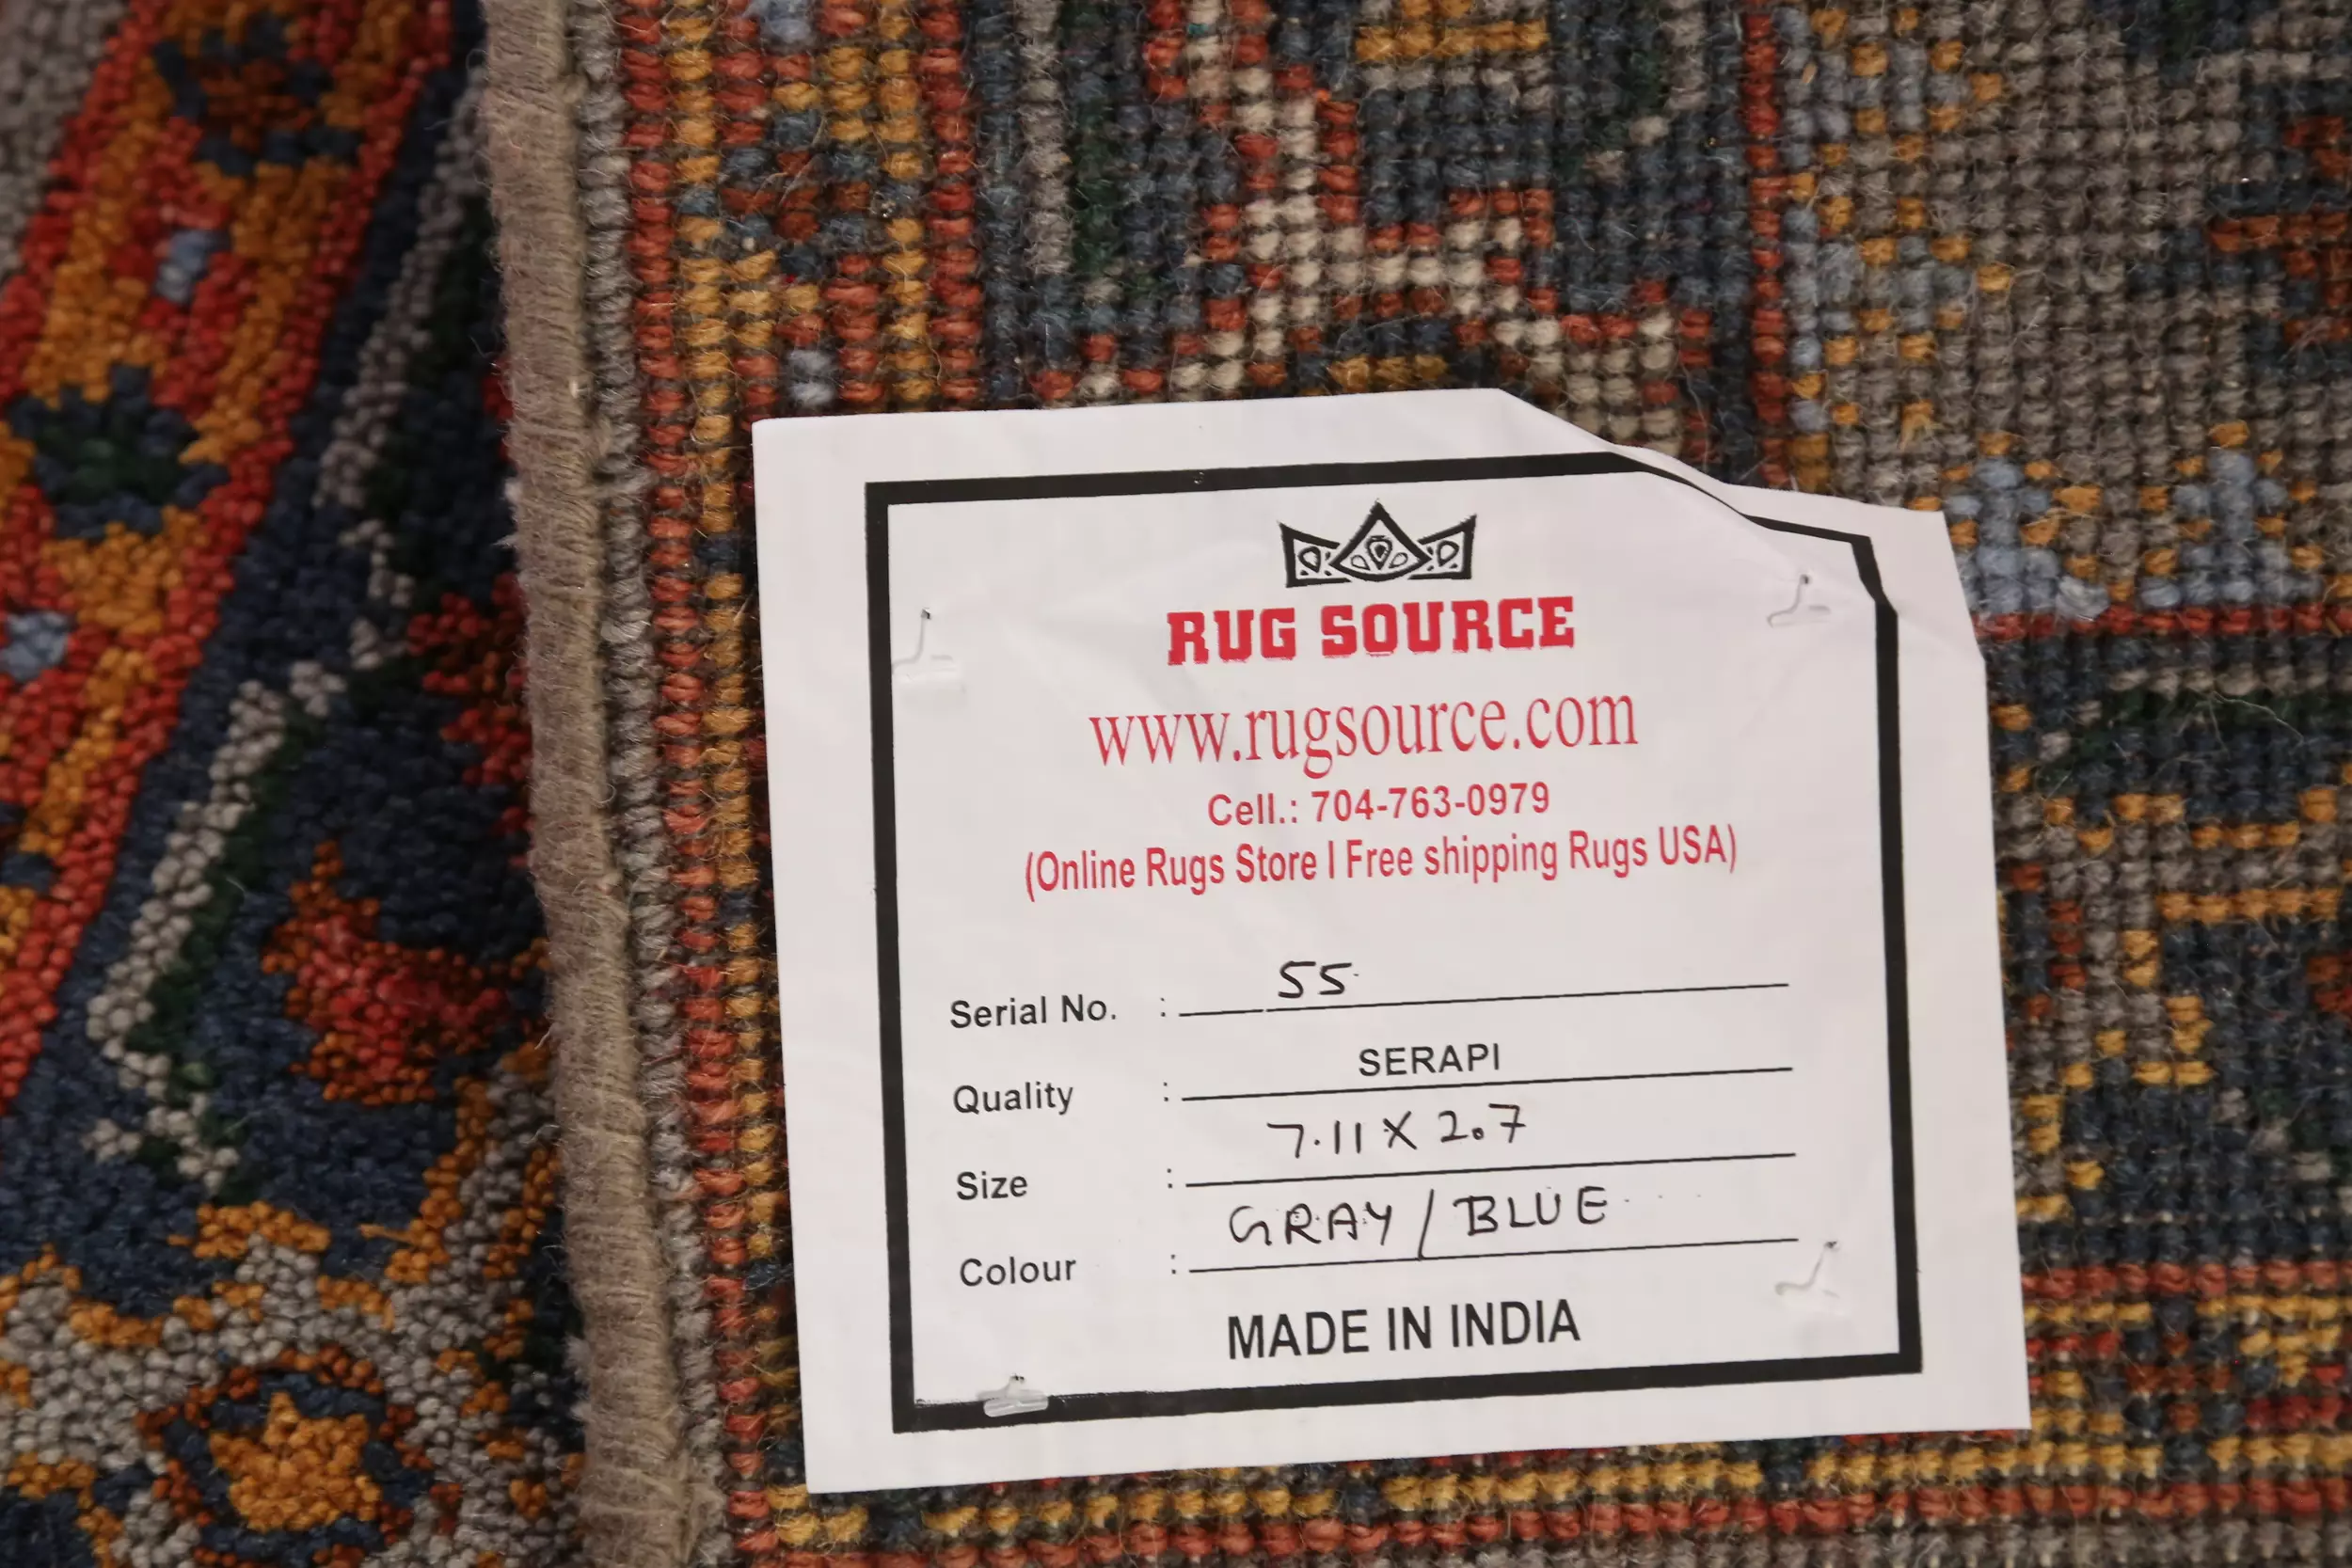 RUG SOURCE
www.rugsource.com
Cell.: 704-763-0979
(Online Rugs Store | Free shipping Rugs USA)
Serial No. : 55
Quality : SERAPI
Size : 7.11 X 2.7
Colour : GRAY / BLUE
MADE IN INDIA